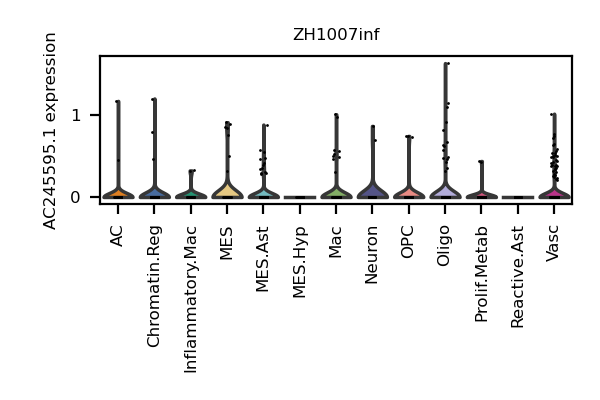 ZH1007inf
AC245595.1 expression
1
0
AC
Chromatin.Reg
Inflammatory.Mac
MES
MES.Ast
MES.Hyp
Mac
Neuron
OPC
Oligo
Prolif.Metab
Reactive.Ast
Vasc